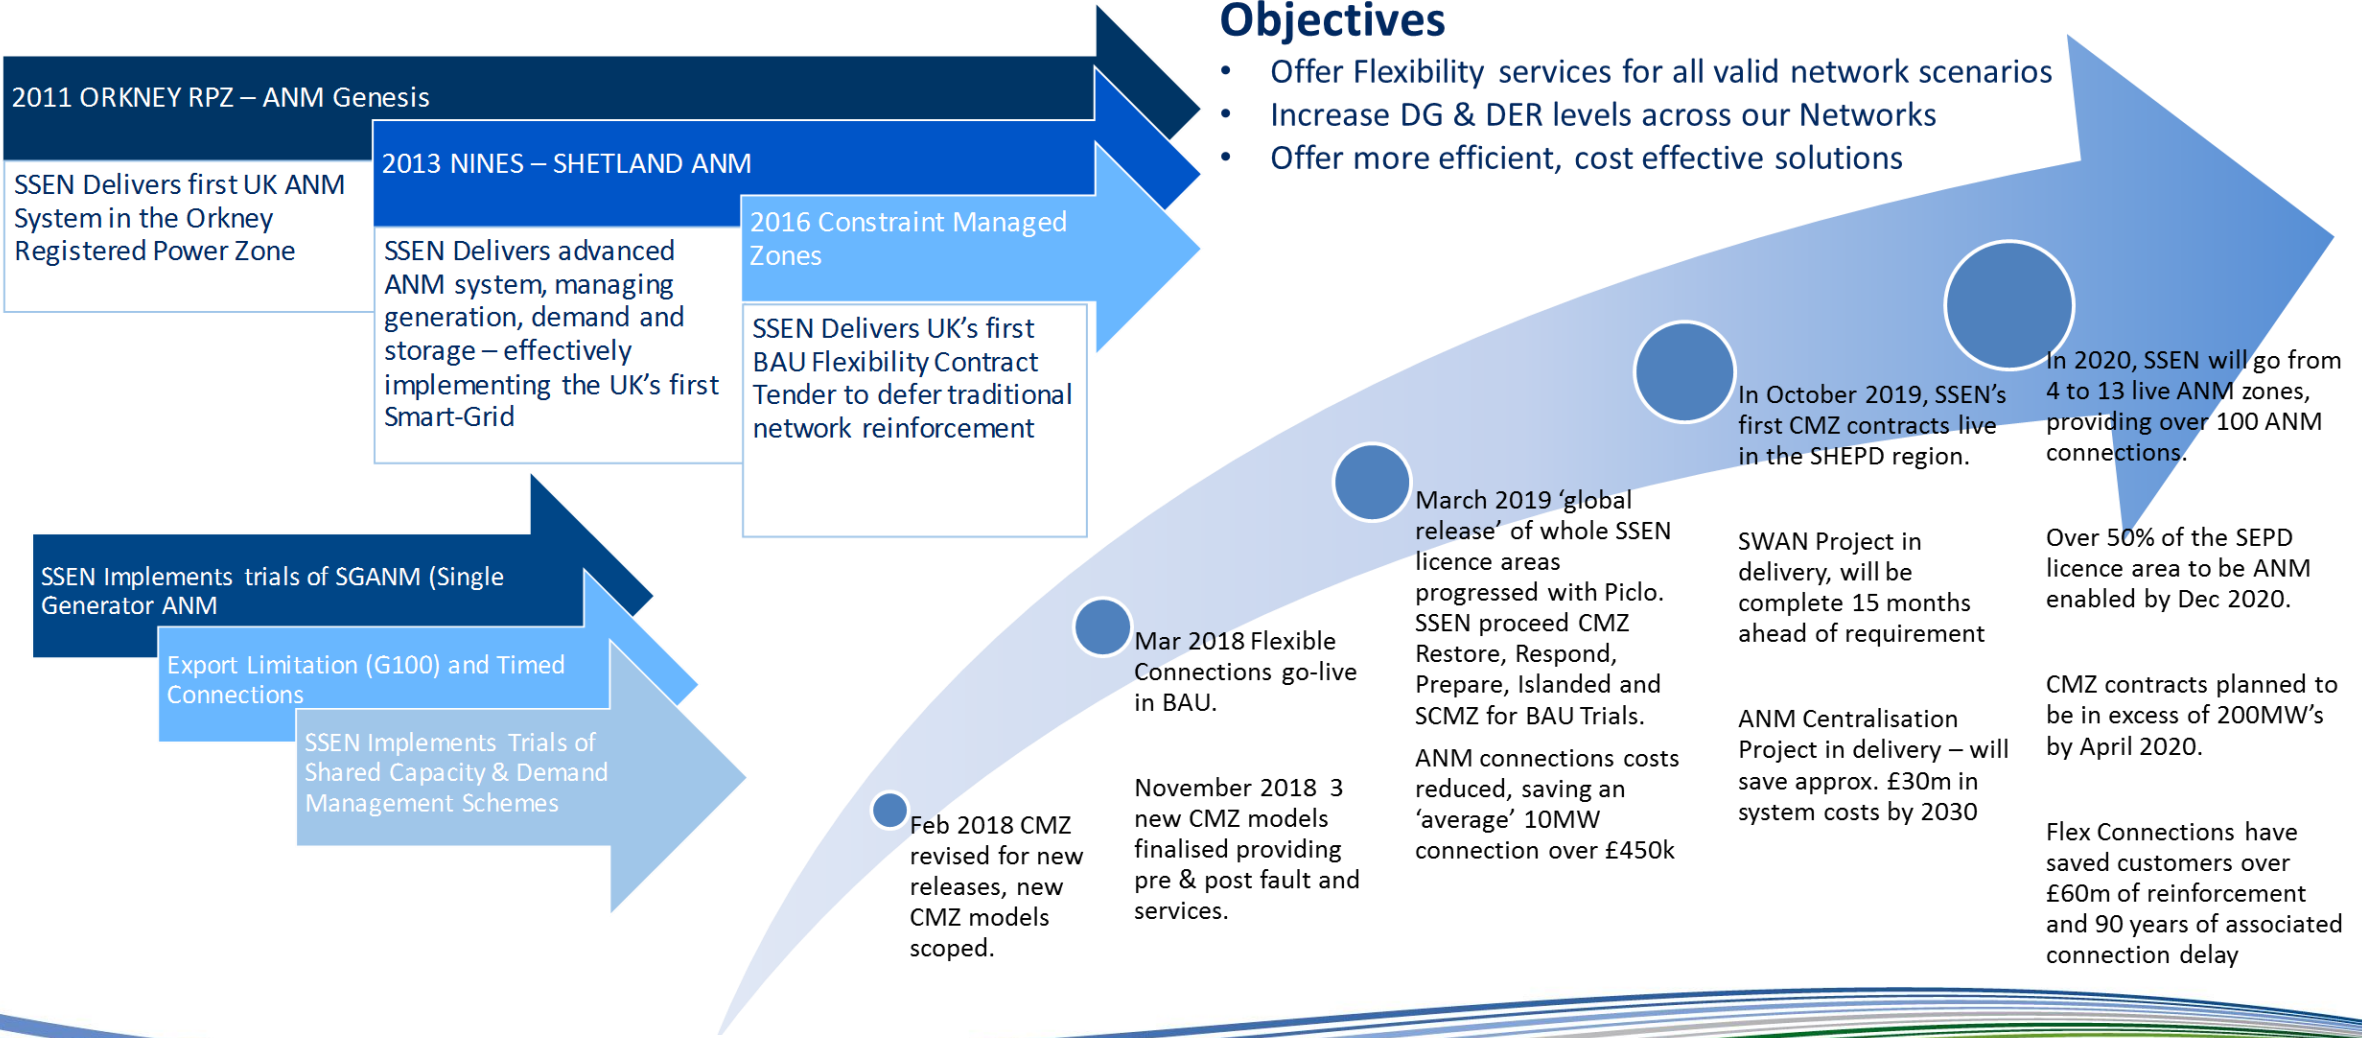 2011 ORKNEY RPZ – ANM Genesis
SSEN Delivers first UK ANM
System in the Orkney
Registered Power Zone
2013 NINES – SHETLAND ANM
SSEN Delivers advanced
ANM system, managing
generation, demand and
storage – effectively
implementing the UK's first
Smart-Grid
2016 Constraint Managed
Zones
SSEN Delivers UK's first
BAU Flexibility Contract
Tender to defer traditional
network reinforcement
Objectives
• Offer Flexibility services for all valid network scenarios
• Increase DG & DER levels across our Networks
• Offer more efficient, cost effective solutions
SSEN Implements trials of SGANM (Single
Generator ANM
Export Limitation (G100) and Timed
Connections
SSEN Implements Trials of
Shared Capacity & Demand
Management Schemes
Feb 2018 CMZ
revised for new
releases, new
CMZ models
scoped.
Mar 2018 Flexible
Connections go-live
in BAU.
November 2018 3
new CMZ models
finalised providing
pre & post fault and
services.
March 2019 ‘global
release’ of whole SSEN
licence areas
progressed with Piclo.
SSEN proceed CMZ
Restore, Respond,
Prepare, Islanded and
SCMZ for BAU Trials.
ANM connections costs
reduced, saving an
‘average’ 10MW
connection over £450k
In October 2019, SSEN’s
first CMZ contracts live
in the SHEPD region.
SWAN Project in
delivery, will be
complete 15 months
ahead of requirement
ANM Centralisation
Project in delivery – will
save approx. £30m in
system costs by 2030
In 2020, SSEN will go from
4 to 13 live ANM zones,
providing over 100 ANM
connections.
Over 50% of the SEPD
licence area to be ANM
enabled by Dec 2020.
CMZ contracts planned to
be in excess of 200MW’s
by April 2020.
Flex Connections have
saved customers over
£60m of reinforcement
and 90 years of associated
connection delay